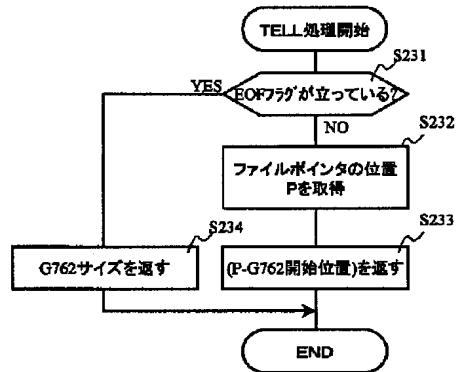 TELL処理開始
S231
EOFフラグが立っている?
YES
NO
S232
ファイルポインタの位置
Pを取得
S234
S233
G762サイズを返す
(P-G762開始位置)を返す
END